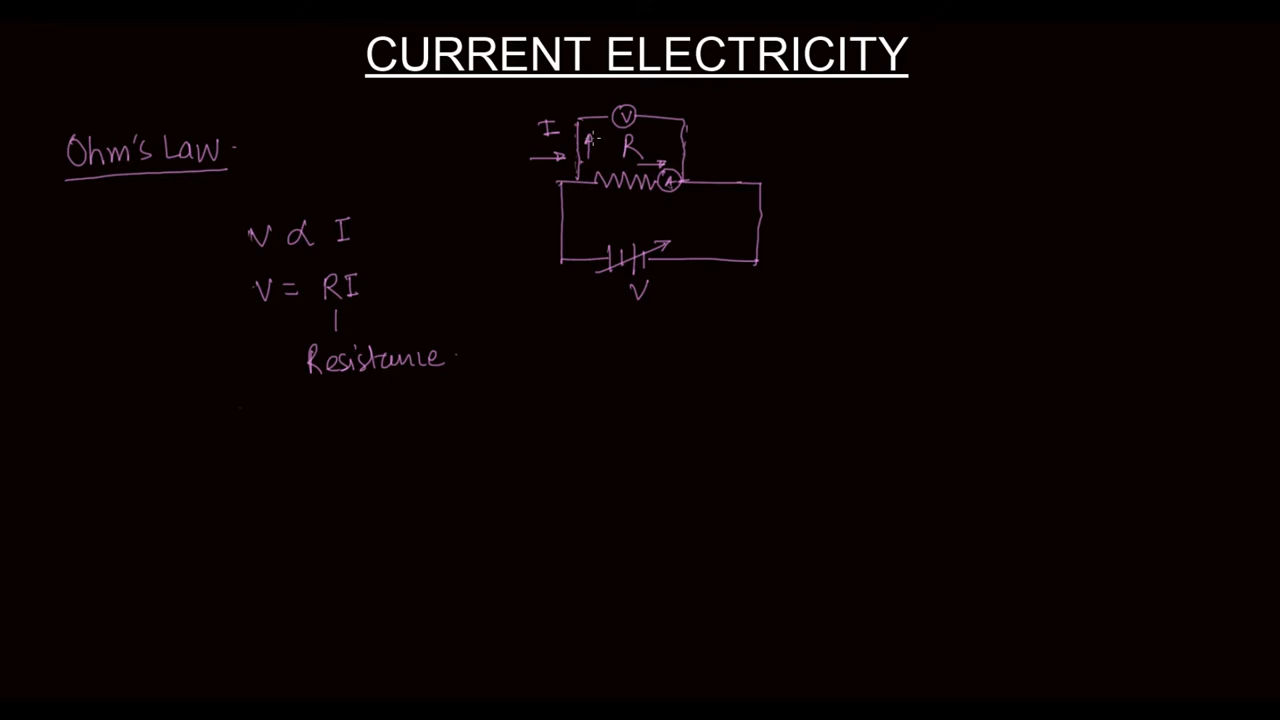 CURRENT ELECTRICITY
Ohm's Law.
V ∝ I
V = RI
Resistance.
I
V
R
A
V